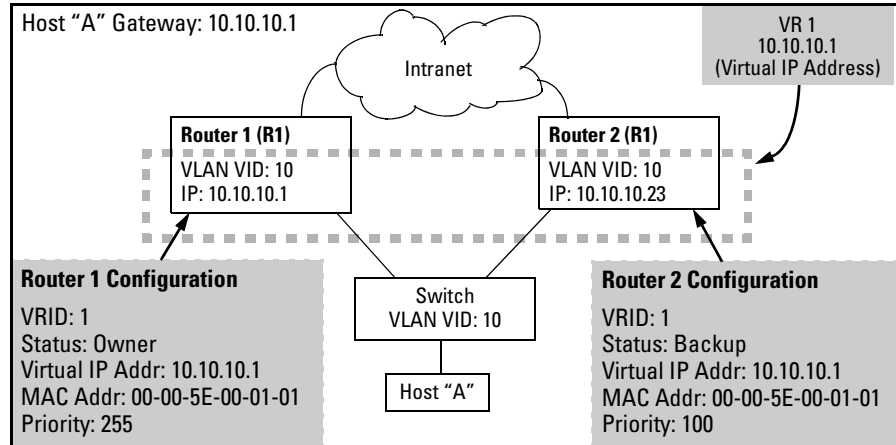 Host “A” Gateway: 10.10.10.1
VR 1
10.10.10.1
(Virtual IP Address)
Intranet
Router 1 (R1)
VLAN VID: 10
IP: 10.10.10.1
Router 2 (R1)
VLAN VID: 10
IP: 10.10.10.23
Router 1 Configuration
VRID: 1
Status: Owner
Virtual IP Addr: 10.10.10.1
MAC Addr: 00-00-5E-00-01-01
Priority: 255
Switch
VLAN VID: 10
Host “A”
Router 2 Configuration
VRID: 1
Status: Backup
Virtual IP Addr: 10.10.10.1
MAC Addr: 00-00-5E-00-01-01
Priority: 100